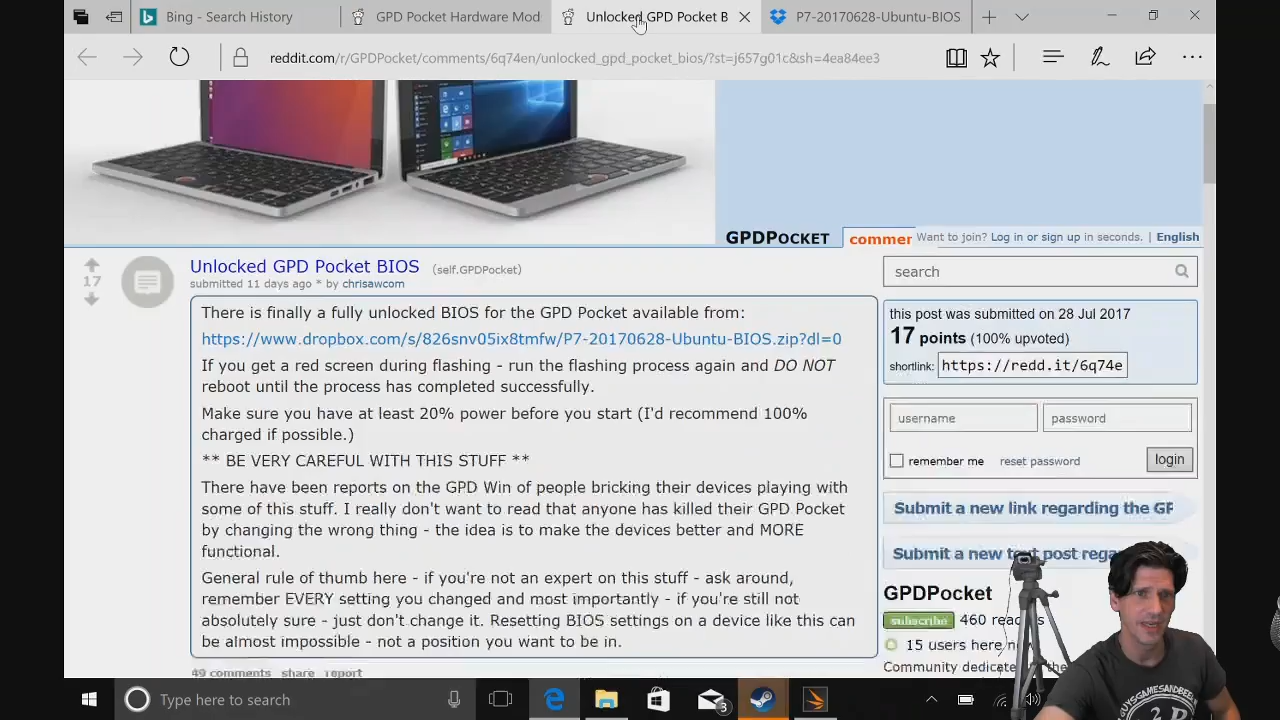 Bing - Search History
GPD Pocket Hardware Mod
Unlocked GPD Pocket B
P7-20170628-Ubuntu-BIOS
reddit.com/r/GPDPocket/comments/6q74en/unlocked_gpd_pocket_bios/?st=j657g01c&sh=4ea84ee3
GPDPOCKET
commer
Want to join? Log in or sign up in seconds. | English
17
Unlocked GPD Pocket BIOS (self.GPDPocket)
submitted 11 days ago * by chrisawcom
There is finally a fully unlocked BIOS for the GPD Pocket available from:
https://www.dropbox.com/s/826snv05ix8tmfw/P7-20170628-Ubuntu-BIOS.zip?dl=0
If you get a red screen during flashing - run the flashing process again and DO NOT
reboot until the process has completed successfully.
Make sure you have at least 20% power before you start (I'd recommend 100%
charged if possible.)
** BE VERY CAREFUL WITH THIS STUFF **
There have been reports on the GPD Win of people bricking their devices playing with
some of this stuff. I really don't want to read that anyone has killed their GPD Pocket
by changing the wrong thing - the idea is to make the devices better and MORE
functional.
General rule of thumb here - if you're not an expert on this stuff - ask around,
remember EVERY setting you changed and most importantly - if you're still not
absolutely sure - just don't change it. Resetting BIOS settings on a device like this can
be almost impossible - not a position you want to be in.
49 comments share report
search
this post was submitted on 28 Jul 2017
17 points (100% upvoted)
shortlink: https://redd.it/6q74e
username
password
remember me reset password
login
Submit a new link regarding the GP
Submit a new text post rega
GPDPocket
subscribe 460
15 users here
Community dedicate the
Type here to search
3